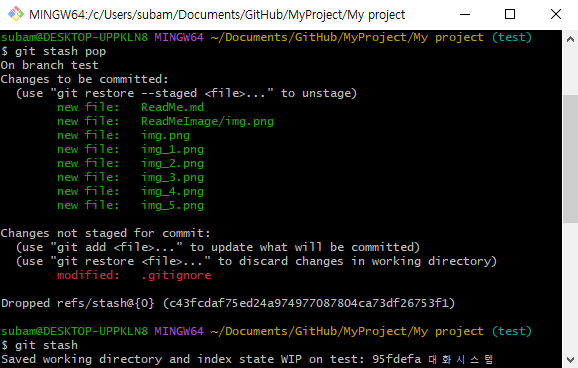 MINGW64:/c/Users/subam/Documents/GitHub/MyProject/My project
subam@DESKTOP-UPPKLN8 MINGW64 ~/Documents/GitHub/MyProject/My project (test)
$ git stash pop
On branch test
Changes to be committed:
  (use "git restore --staged <file>..." to unstage)
        new file:   ReadMe.md
        new file:   ReadMeImage/img.png
        new file:   img.png
        new file:   img_1.png
        new file:   img_2.png
        new file:   img_3.png
        new file:   img_4.png
        new file:   img_5.png
Changes not staged for commit:
  (use "git add <file>..." to update what will be committed)
  (use "git restore <file>..." to discard changes in working directory)
        modified:   .gitignore
Dropped refs/stash@{0} (c43fcdaf75ed24a974977087804ca73df26753f1)
subam@DESKTOP-UPPKLN8 MINGW64 ~/Documents/GitHub/MyProject/My project (test)
$ git stash
Saved working directory and index state WIP on test: 95fdefa 대화시스템